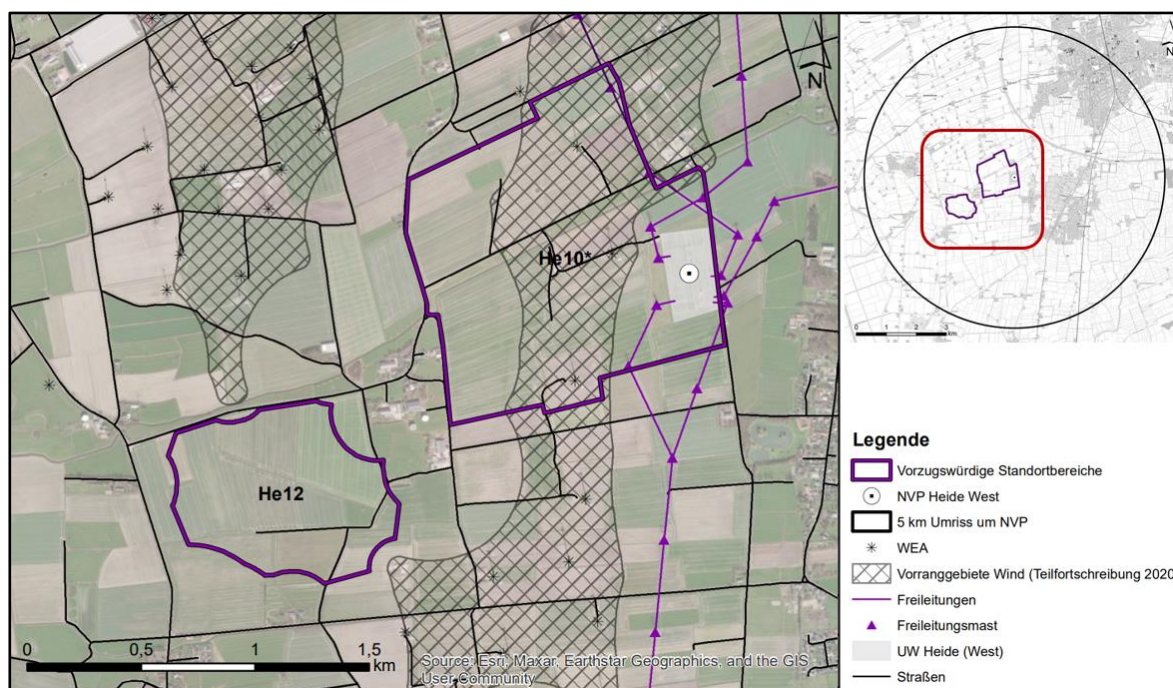 N
N
He10*
He12
0 0,5 1 1,5
km
Source: Esri, Maxar, Earthstar Geographics, and the GIS
User Community
0 1 2 3
km
Legende
Vorzugswürdige Standortbereiche
NVP Heide West
5 km Umriss um NVP
WEA
Vorranggebiete Wind (Teilfortschreibung 2020
Freileitungen
Freileitungsmast
UW Heide (West)
Straßen